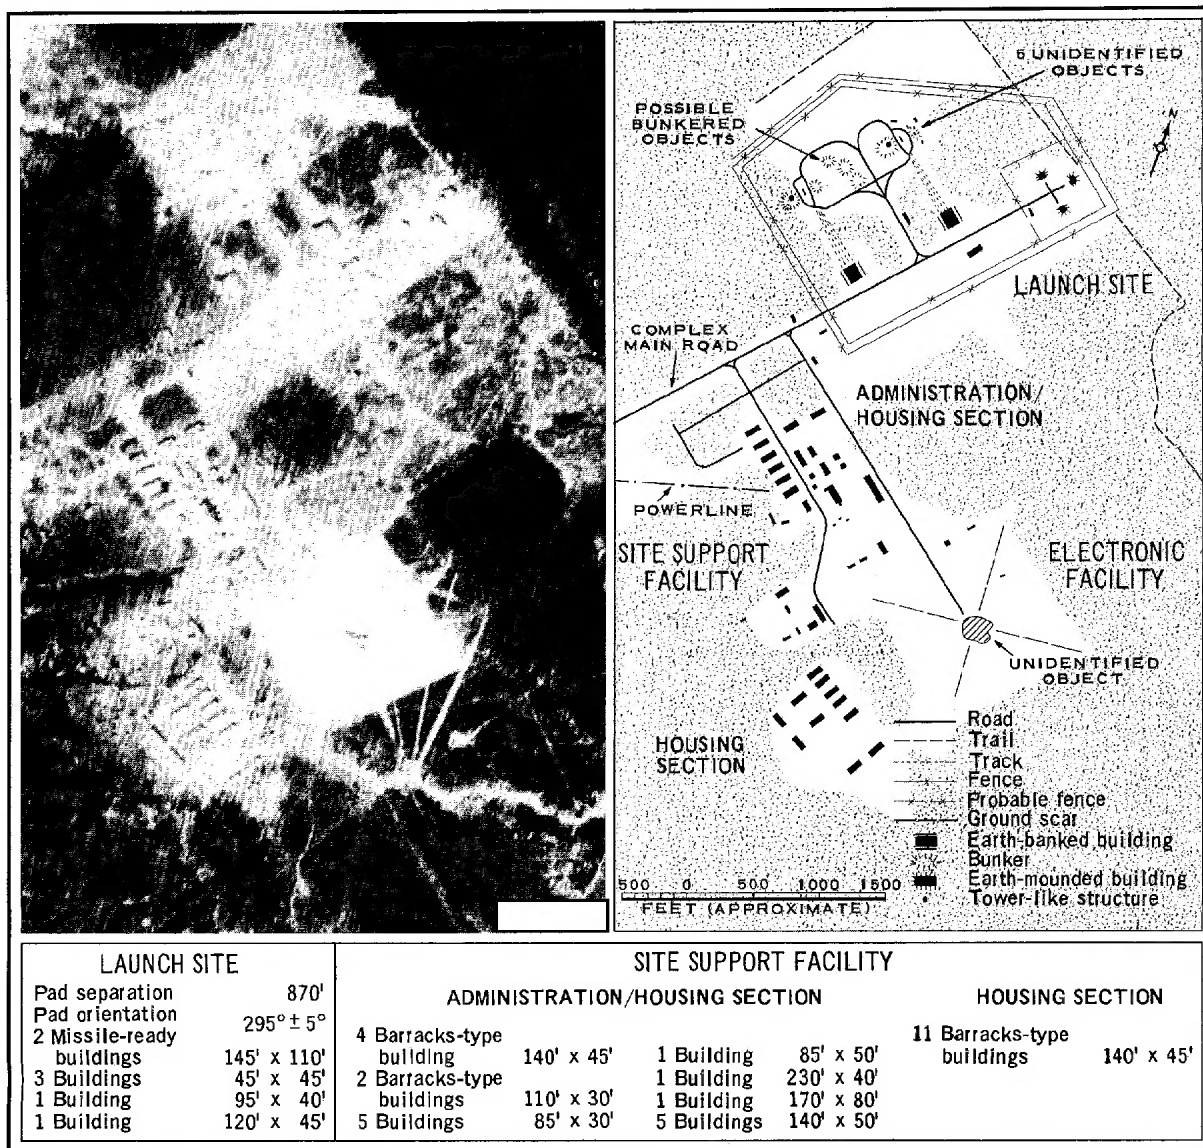 6 UNIDENTIFIED
OBJECTS
POSSIBLE
BUNKERED
OBJECTS
N
LAUNCH SITE
COMPLEX
MAIN ROAD
ADMINISTRATION/
HOUSING SECTION
POWERLINE
SITE SUPPORT
FACILITY
ELECTRONIC
FACILITY
UNIDENTIFIED
OBJECT
HOUSING
SECTION
Road
Trail
Track
Fence
Probable fence
Ground scar
Earth-banked building
Bunker
Earth-mounded building
Tower-like structure
500 0 500 1000 1500
FEET (APPROXIMATE)
LAUNCH SITE
Pad separation 870'
Pad orientation 295° ± 5°
2 Missile-ready
buildings 145' x 110'
3 Buildings 45' x 45'
1 Building 95' x 40'
1 Building 120' x 45'
SITE SUPPORT FACILITY
ADMINISTRATION/HOUSING SECTION
4 Barracks-type
building 140' x 45'
2 Barracks-type
buildings 110' x 30'
5 Buildings 85' x 30'
1 Building 85' x 50'
1 Building 230' x 40'
1 Building 170' x 80'
5 Buildings 140' x 50'
HOUSING SECTION
11 Barracks-type
buildings 140' x 45'